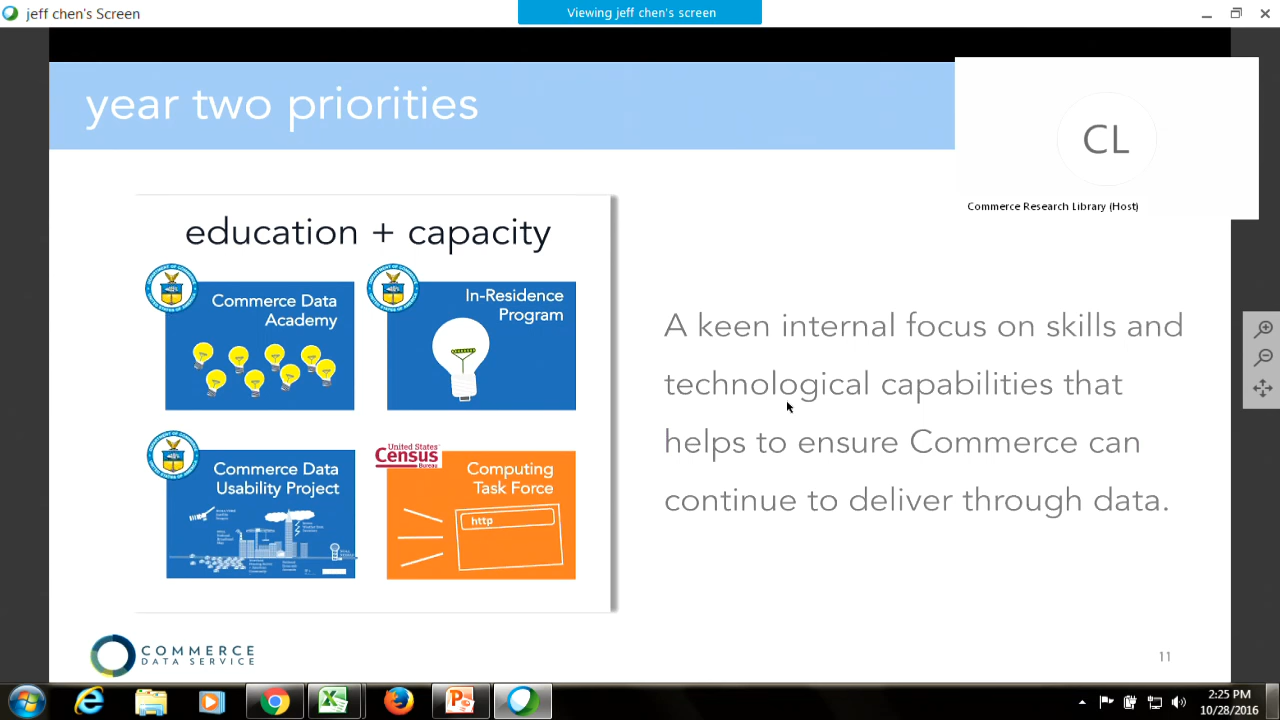 jeff chen's Screen
Viewing jeff chen's screen
year two priorities
CL
Commerce Research Library (Host)
education + capacity
Commerce Data
Academy
In-Residence
Program
A keen internal focus on skills and
technological capabilities that
helps to ensure Commerce can
continue to deliver through data.
Commerce Data
Usability Project
United States
Census
Bureau
Computing
Task Force
http
COMMERCE
DATA SERVICE
11
2:25 PM
10/28/2016